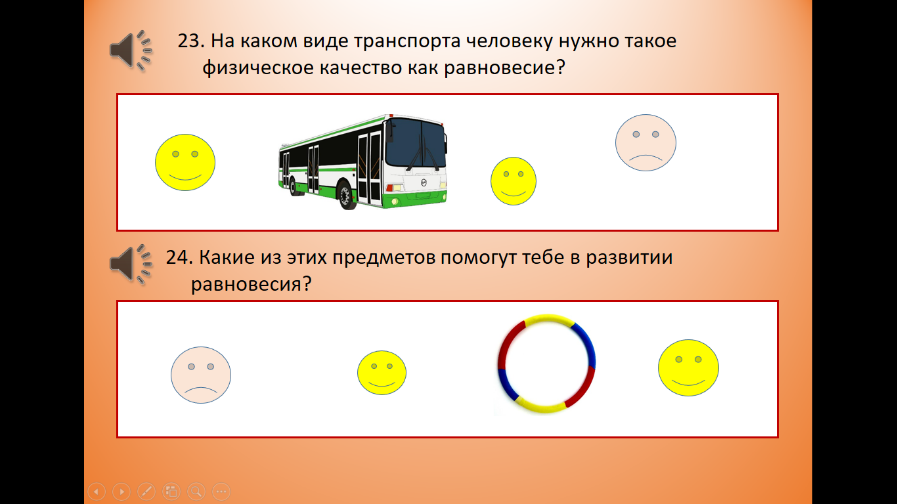 23. На каком виде транспорта человеку нужно такое
физическое качество как равновесие?
24. Какие из этих предметов помогут тебе в развитии
равновесия?